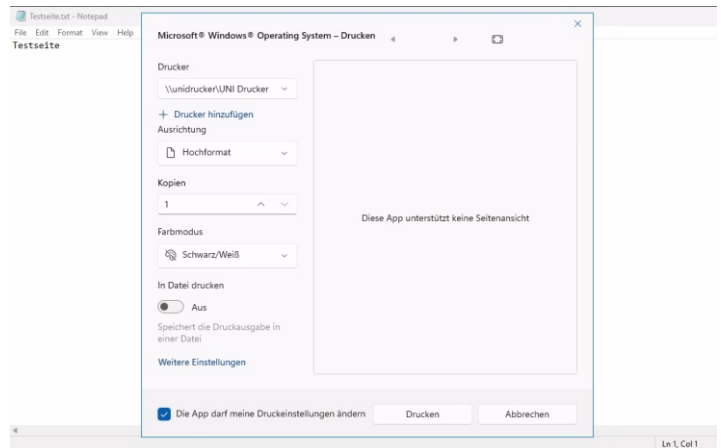 Testseite.txt - Notepad
File Edit Format View Help
Testseite
Microsoft® Windows® Operating System – Drucken
Drucker
\\unidrucker\UNI Drucker
+ Drucker hinzufügen
Ausrichtung
Hochformat
Kopien
1
Farbmodus
Schwarz/Weiß
In Datei drucken
Aus
Speichert die Druckausgabe in
einer Datei
Weitere Einstellungen
Diese App unterstützt keine Seitenansicht
Die App darf meine Druckeinstellungen ändern
Drucken
Abbrechen
Ln 1, Col 1